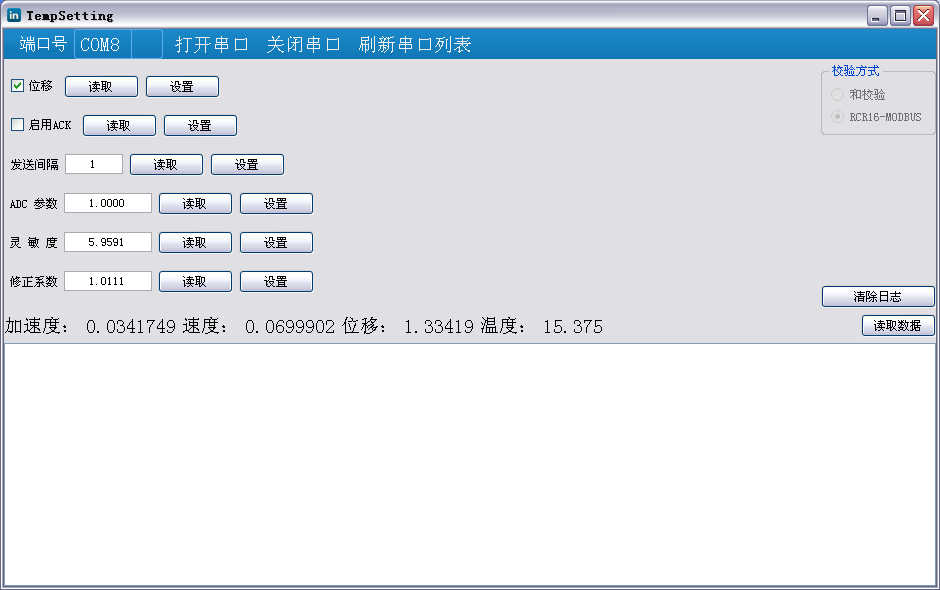 TempSetting
端口号 COM8 打开串口 关闭串口 刷新串口列表
位移 读取 设置
校验方式
和校验
RCR16-MODBUS
启用ACK 读取 设置
发送间隔 1 读取 设置
ADC 参数 1.0000 读取 设置
灵 敏 度 5.9591 读取 设置
修正系数 1.0111 读取 设置
清除日志
加速度: 0.0341749 速度: 0.0699902 位移: 1.33419 温度: 15.375
读取数据